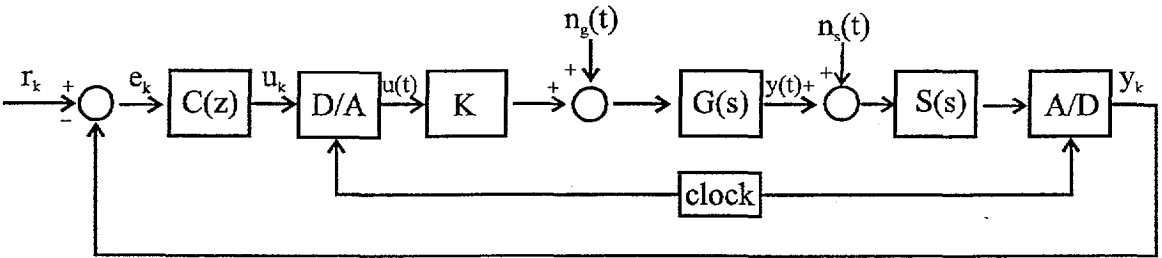 n_g(t)
n_s(t)
r_k
+
−
e_k
C(z)
u_k
D/A
u(t)
K
+
+
G(s)
y(t)
+
+
S(s)
A/D
y_k
clock